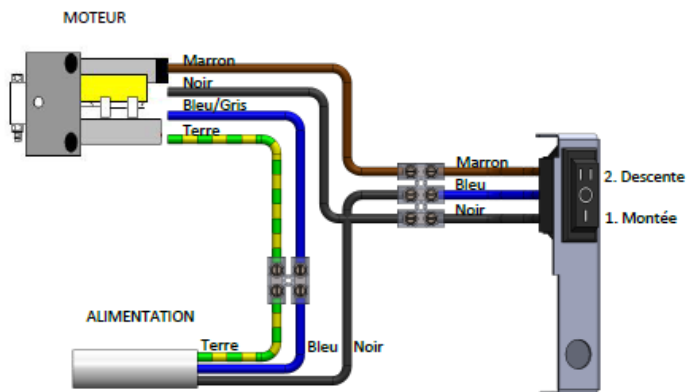 MOTEUR
Marron
Noir
Bleu/Gris
Terre
Marron
Bleu
Noir
2. Descente
1. Montée
ALIMENTATION
Terre
Bleu
Noir